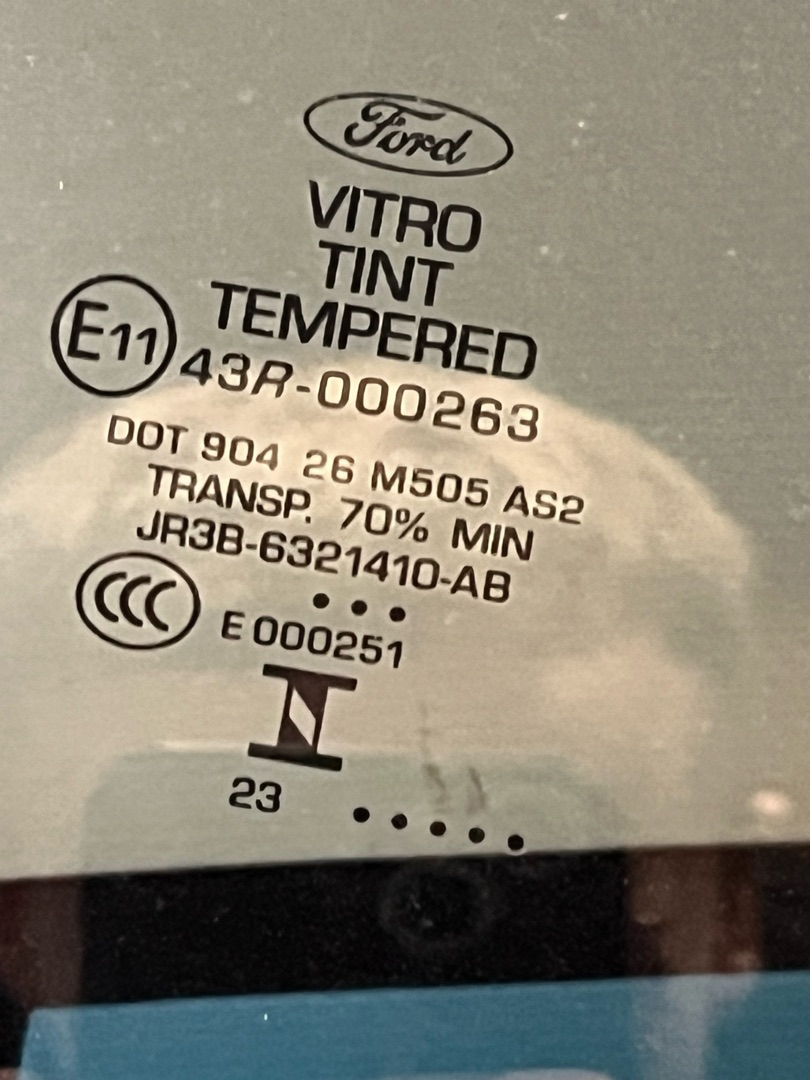 Ford
VITRO
TINT
TEMPERED
E11 43R-000263
DOT 904 26 M505 AS2
TRANSP. 70% MIN
JR3B-6321410-AB
• • •
CCC E 000251
23 • • • • •